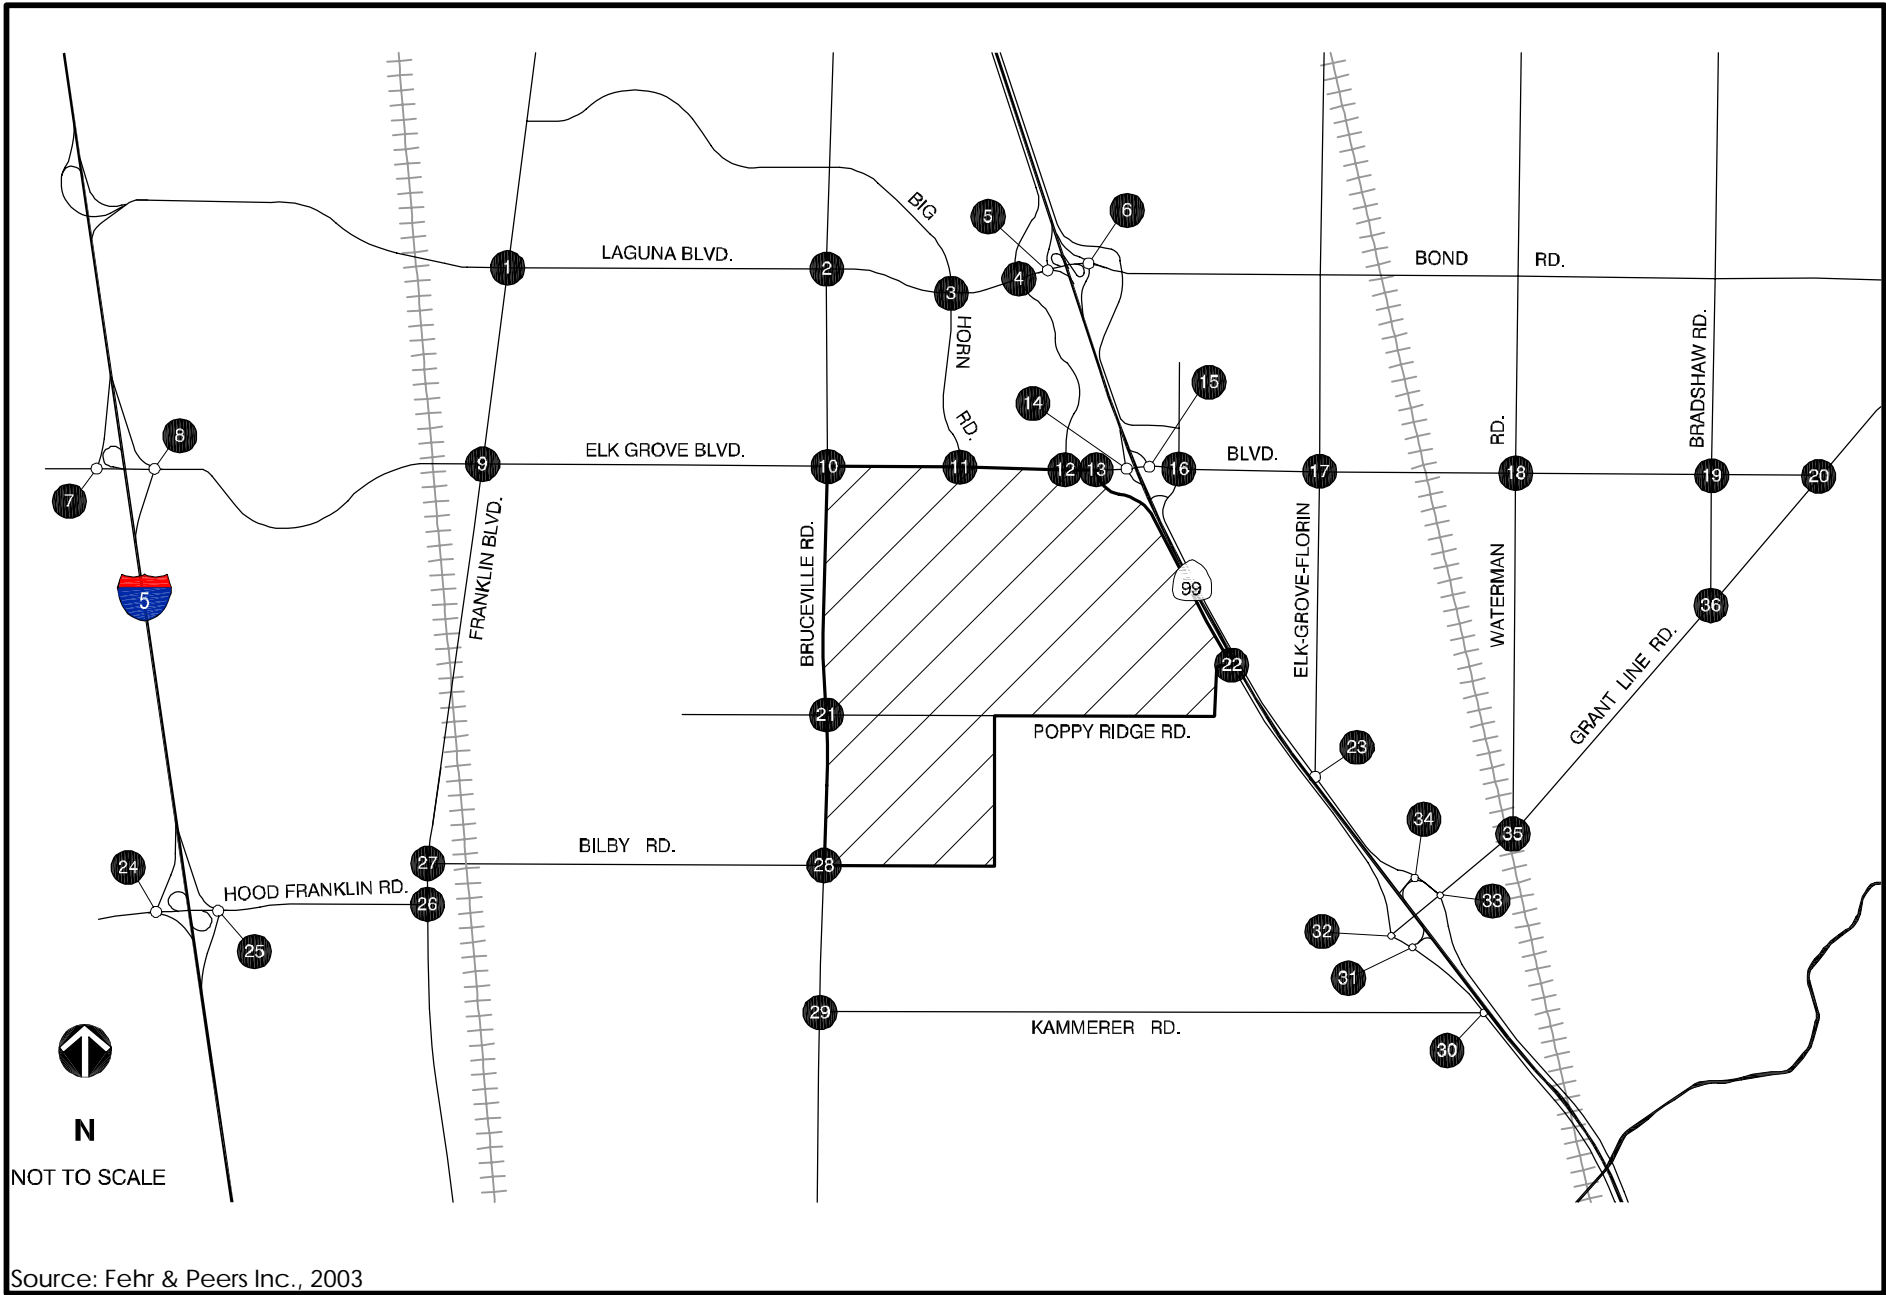 BIG
5
6
LAGUNA BLVD.
BOND RD.
1
2
3
4
HORN
BRADSHAW RD.
15
14
8
RD.
RD.
ELK GROVE BLVD.
BLVD.
9
10
11
12
13
16
17
18
19
20
7
FRANKLIN BLVD.
BRUCEVILLE RD.
ELK-GROVE-FLORIN
WATERMAN
5
99
36
GRANT LINE RD.
22
21
POPPY RIDGE RD.
23
34
35
BILBY RD.
24
27
28
HOOD FRANKLIN RD.
26
33
32
25
31
29
KAMMERER RD.
30
N
NOT TO SCALE
Source: Fehr & Peers Inc., 2003